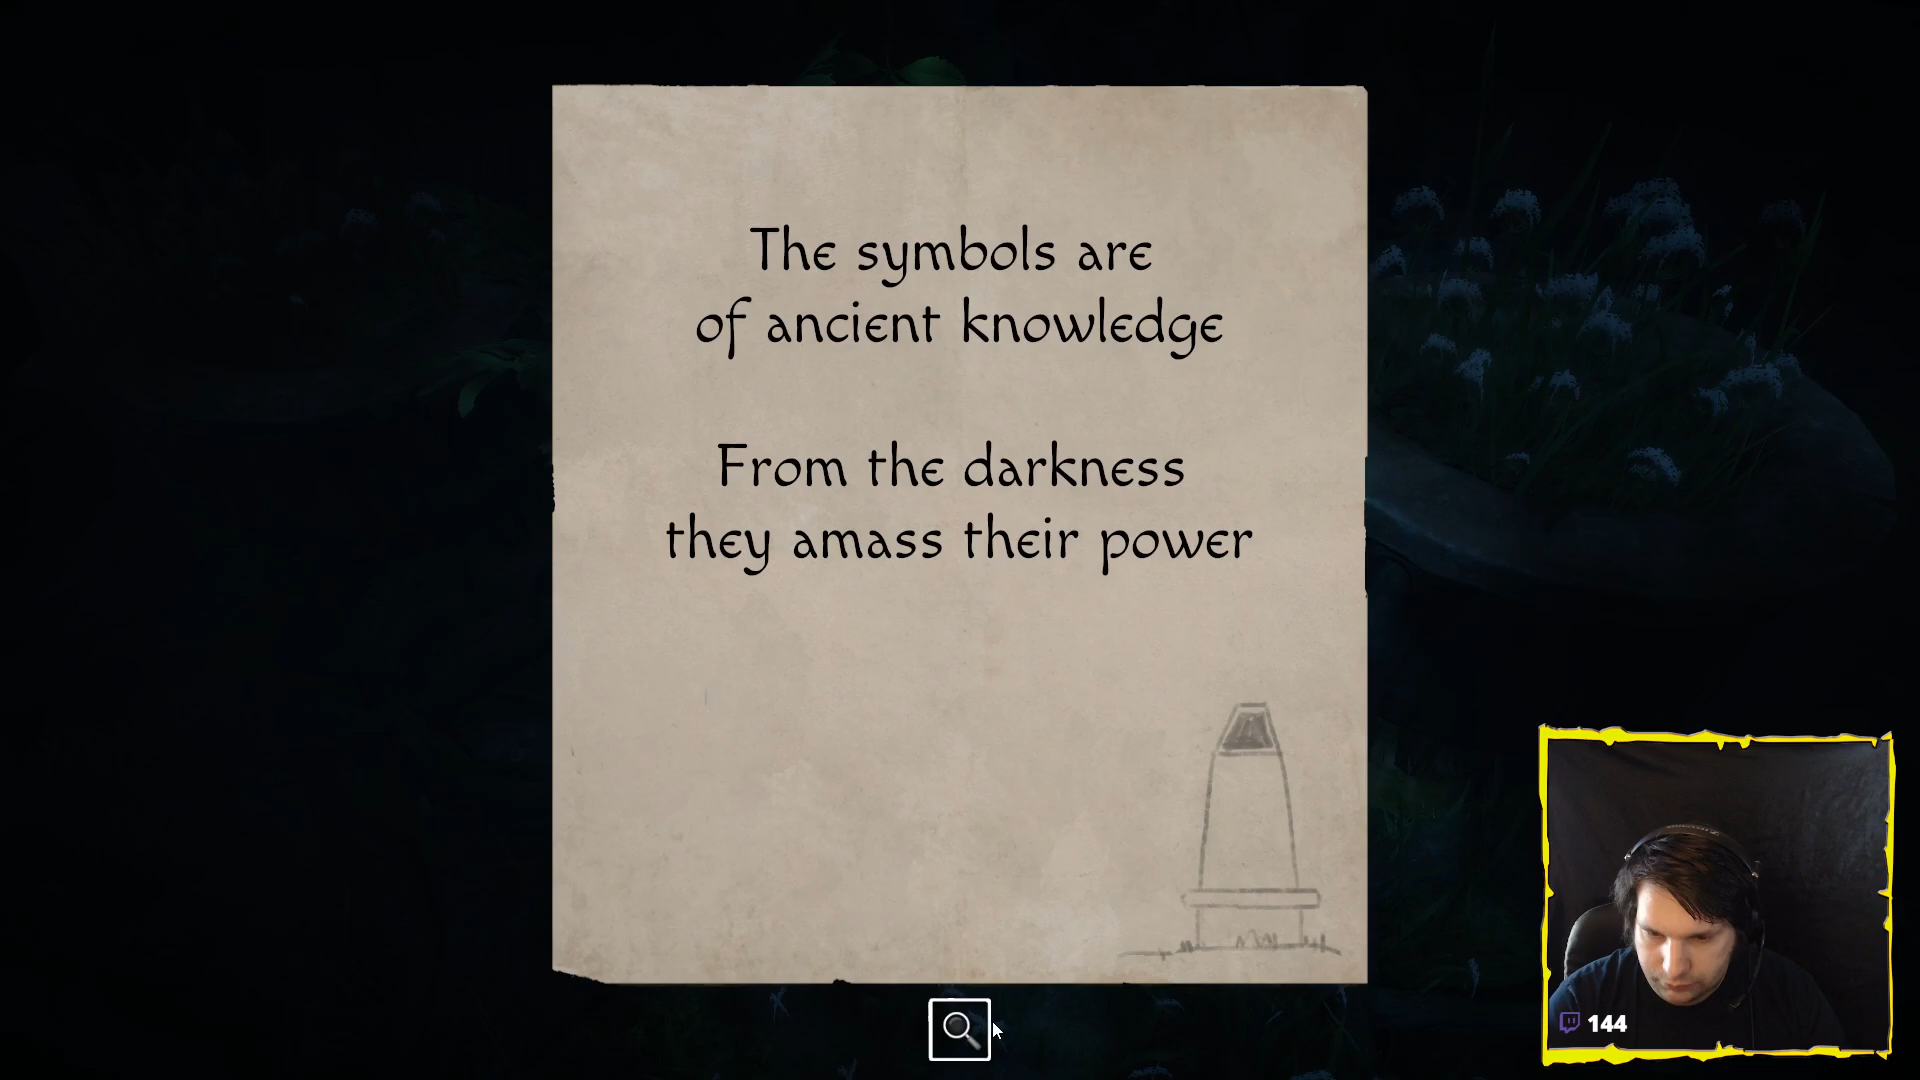 The symbols are
of ancient knowledge
From the darkness
they amass their power
144